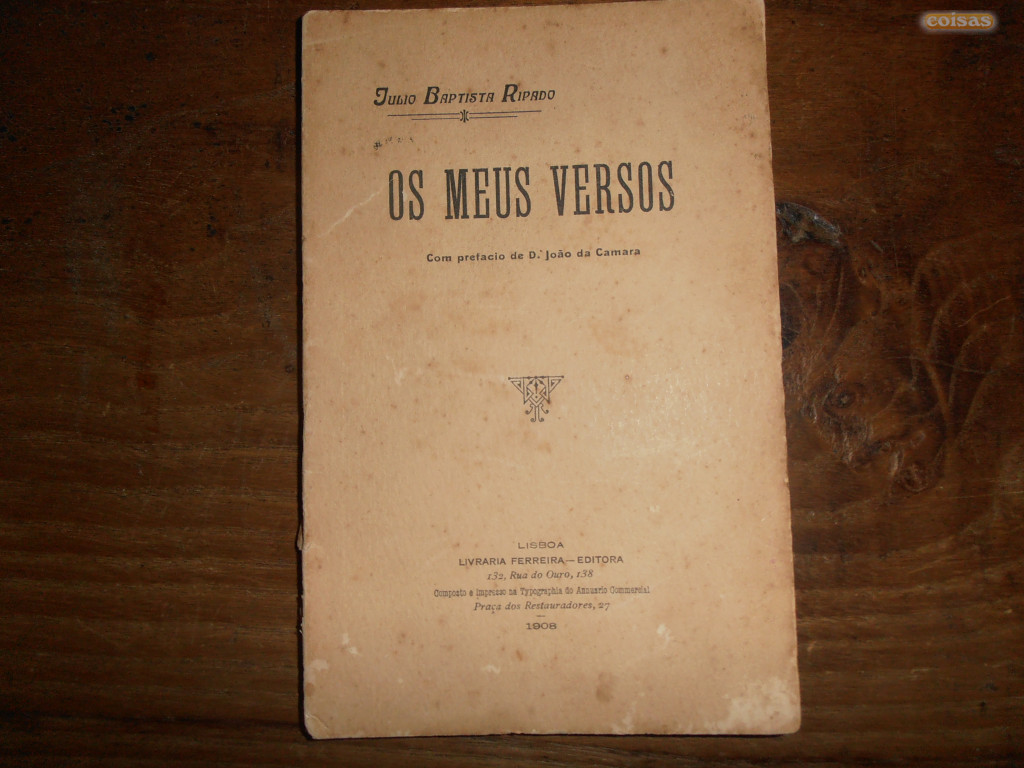 coisas
Julio Baptista Ripado
OS MEUS VERSOS
Com prefacio de D. João da Camara
LISBOA
LIVRARIA FERREIRA—EDITORA
132, Rua do Ouro, 138
Composto e impresso na Typographia do Annuario Commercial
Praça dos Restauradores, 27
1908